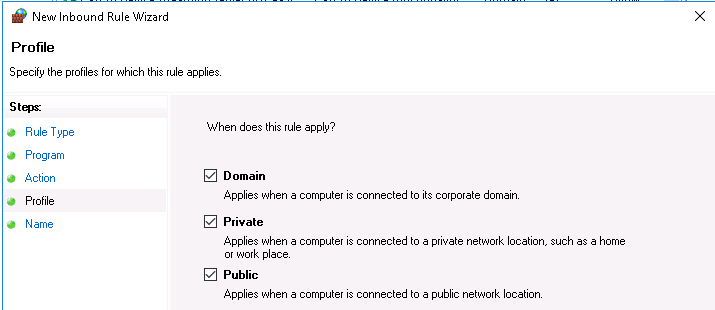 New Inbound Rule Wizard
Profile
Specify the profiles for which this rule applies.
Steps:
Rule Type
Program
Action
Profile
Name
When does this rule apply?
Domain
Applies when a computer is connected to its corporate domain.
Private
Applies when a computer is connected to a private network location, such as a home
or work place.
Public
Applies when a computer is connected to a public network location.